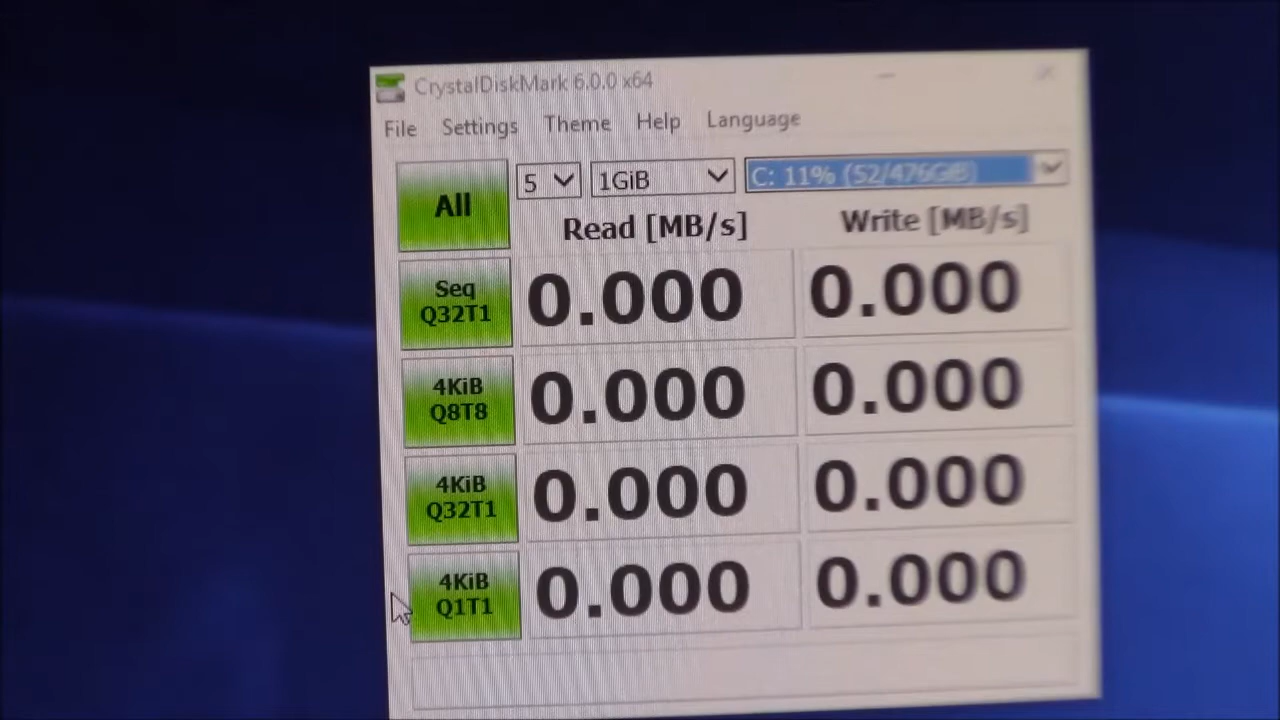 CrystalDiskMark 6.0.0 x64
File Settings Theme Help Language
All 5 1GiB C: 11% (52/476GiB)
Read [MB/s] Write [MB/s]
Seq
Q32T1 0.000 0.000
4KiB
Q8T8 0.000 0.000
4KiB
Q32T1 0.000 0.000
4KiB
Q1T1 0.000 0.000